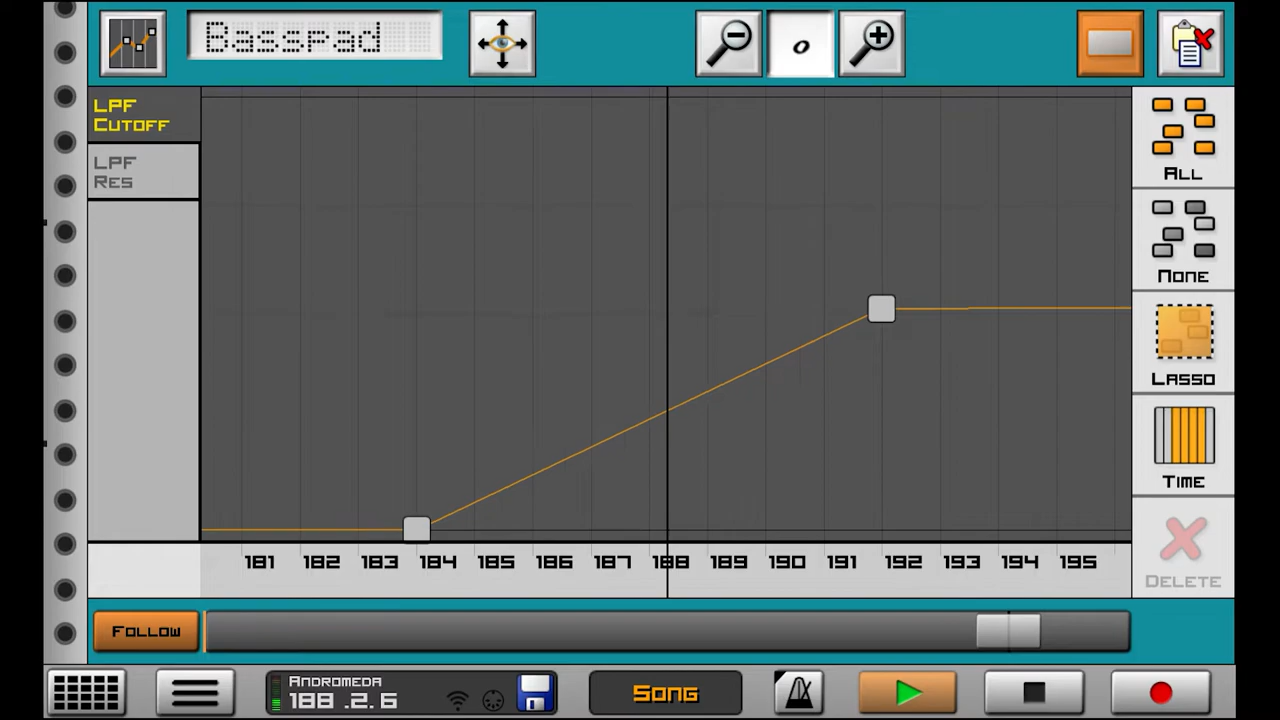 Basspad
LPF
Cutoff
LPF
Res
All
None
Lasso
Time
Delete
181 182 183 184 185 186 187 188 189 190 191 192 193 194 195
Follow
Andromeda
188 .2.6
Song